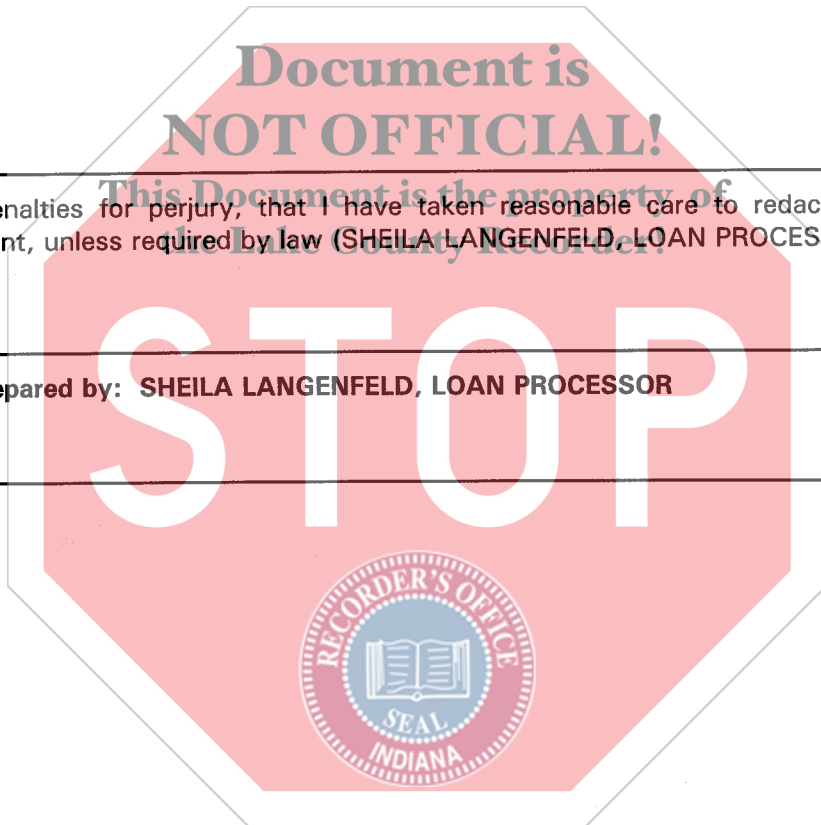 Document is
NOT OFFICIAL!
This Document is the property of
enalties for perjury, that I have taken reasonable care to redac
the Lake County Recorder!
nt, unless required by law (SHEILA LANGENFELD, LOAN PROCES
STOP
epared by: SHEILA LANGENFELD, LOAN PROCESSOR
RECORDER'S OFFICE
SEAL
INDIANA